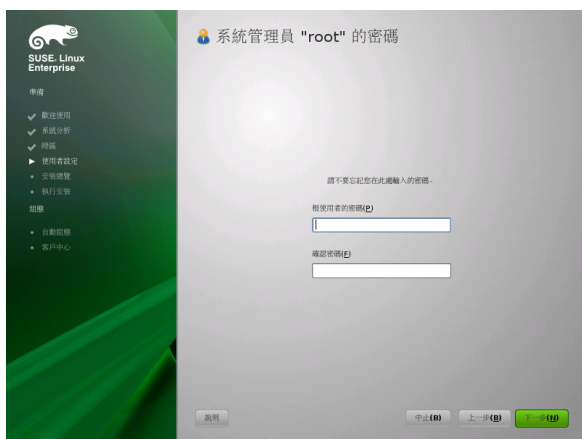 SUSE. Linux
Enterprise
準備
歡迎使用
系統分析
時區
使用者設定
安裝總覽
執行安裝
組態
自動組態
客戶中心
系統管理員 "root" 的密碼
請不要忘記您在此處輸入的密碼。
根使用者的密碼(P)
確認密碼(F)
說明
中止(B)
上一步(B)
下一步(N)